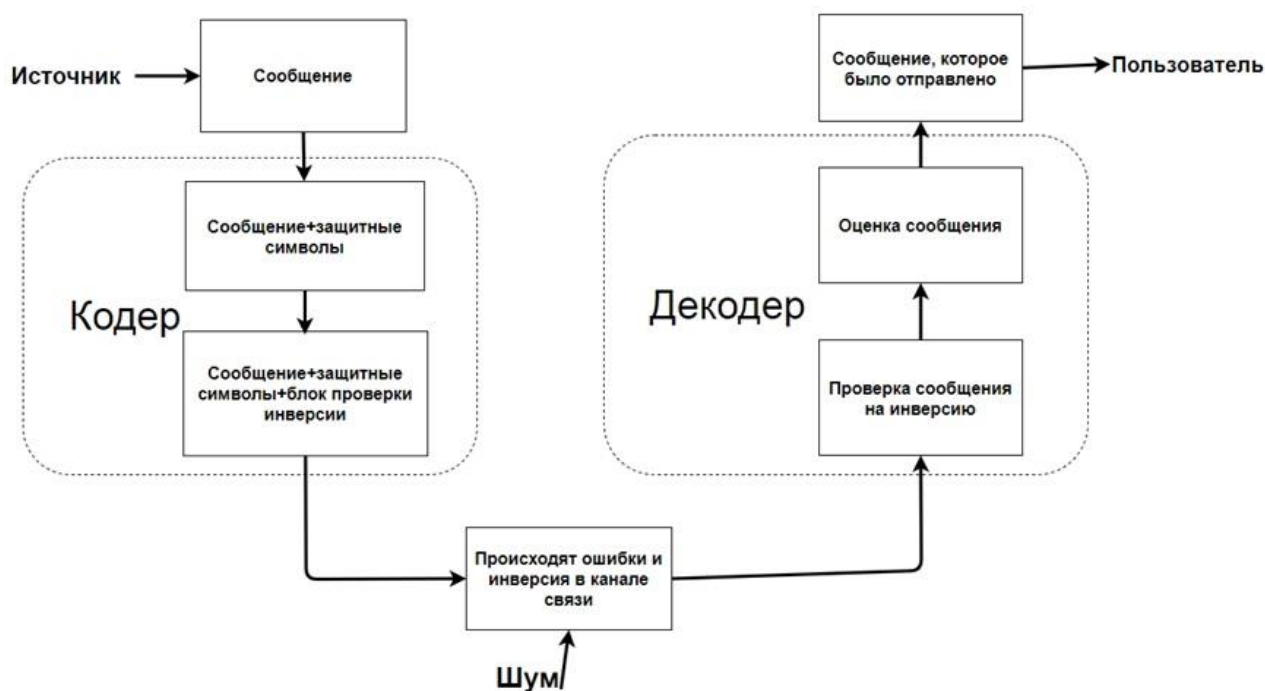 Источник
Сообщение
Сообщение+защитные
символы
Кодер
Сообщение+защитные
символы+блок проверки
инверсии
Происходят ошибки и
инверсия в канале
связи
Шум
Проверка сообщения
на инверсию
Декодер
Оценка сообщения
Сообщение, которое
было отправлено
Пользователь